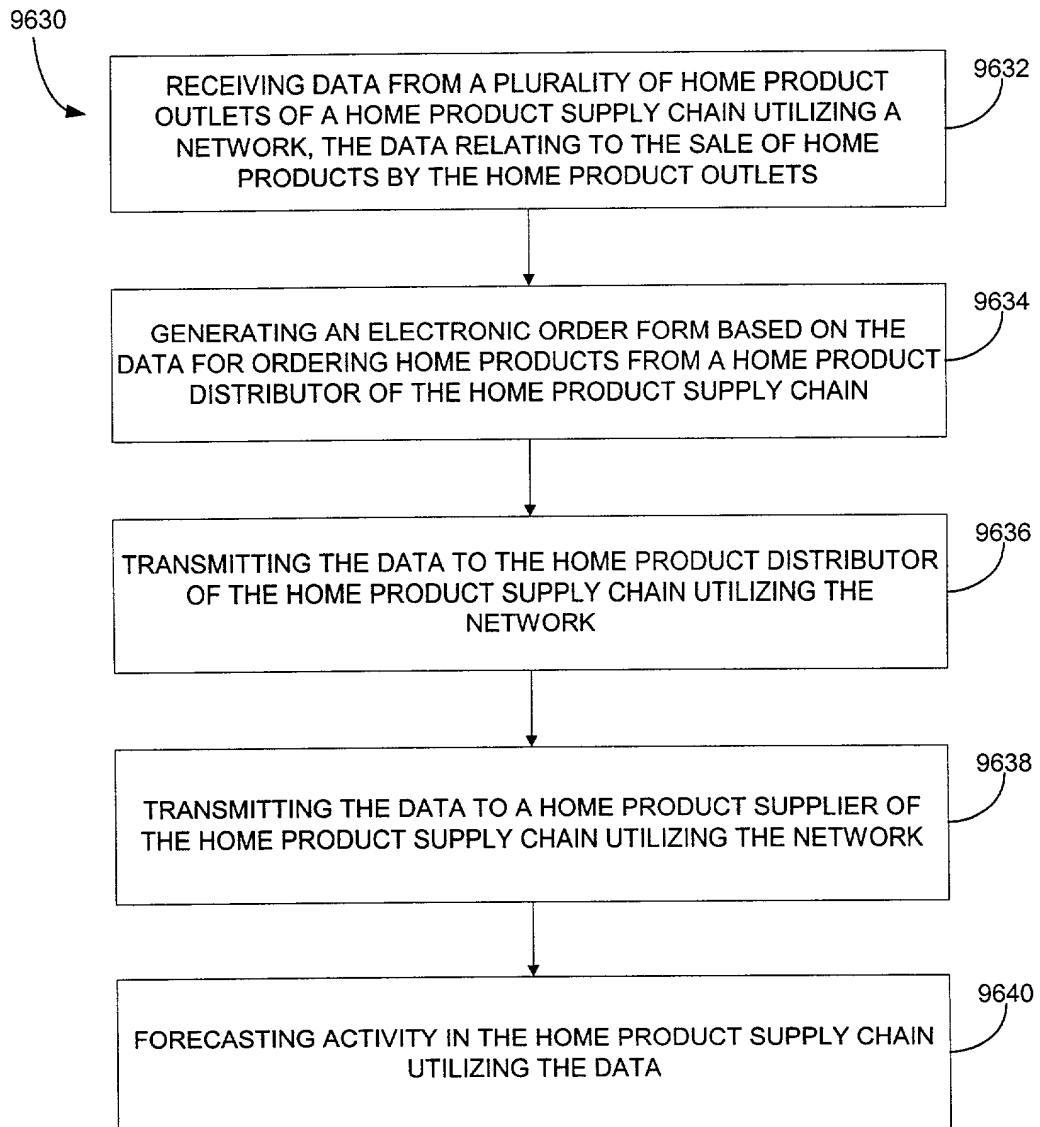 9630
RECEIVING DATA FROM A PLURALITY OF HOME PRODUCT
OUTLETS OF A HOME PRODUCT SUPPLY CHAIN UTILIZING A
NETWORK, THE DATA RELATING TO THE SALE OF HOME
PRODUCTS BY THE HOME PRODUCT OUTLETS
9632
GENERATING AN ELECTRONIC ORDER FORM BASED ON THE
DATA FOR ORDERING HOME PRODUCTS FROM A HOME PRODUCT
DISTRIBUTOR OF THE HOME PRODUCT SUPPLY CHAIN
9634
TRANSMITTING THE DATA TO THE HOME PRODUCT DISTRIBUTOR
OF THE HOME PRODUCT SUPPLY CHAIN UTILIZING THE
NETWORK
9636
TRANSMITTING THE DATA TO A HOME PRODUCT SUPPLIER OF
THE HOME PRODUCT SUPPLY CHAIN UTILIZING THE NETWORK
9638
FORECASTING ACTIVITY IN THE HOME PRODUCT SUPPLY CHAIN
UTILIZING THE DATA
9640